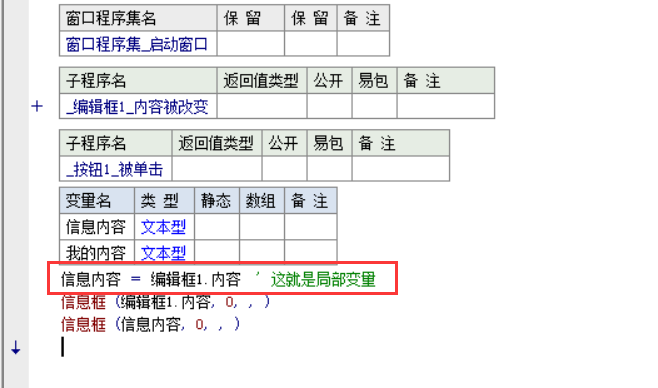 窗口程序集名 保 留 保 留 备 注
窗口程序集_启动窗口
子程序名 返回值类型 公开 易包 备 注
_编辑框1_内容被改变
子程序名 返回值类型 公开 易包 备 注
_按钮1_被单击
变量名 类 型 静态 数组 备 注
信息内容 文本型
我的内容 文本型
信息内容 = 编辑框1.内容 ' 这就是局部变量
信息框 (编辑框1.内容, 0, , )
信息框 (信息内容, 0, , )